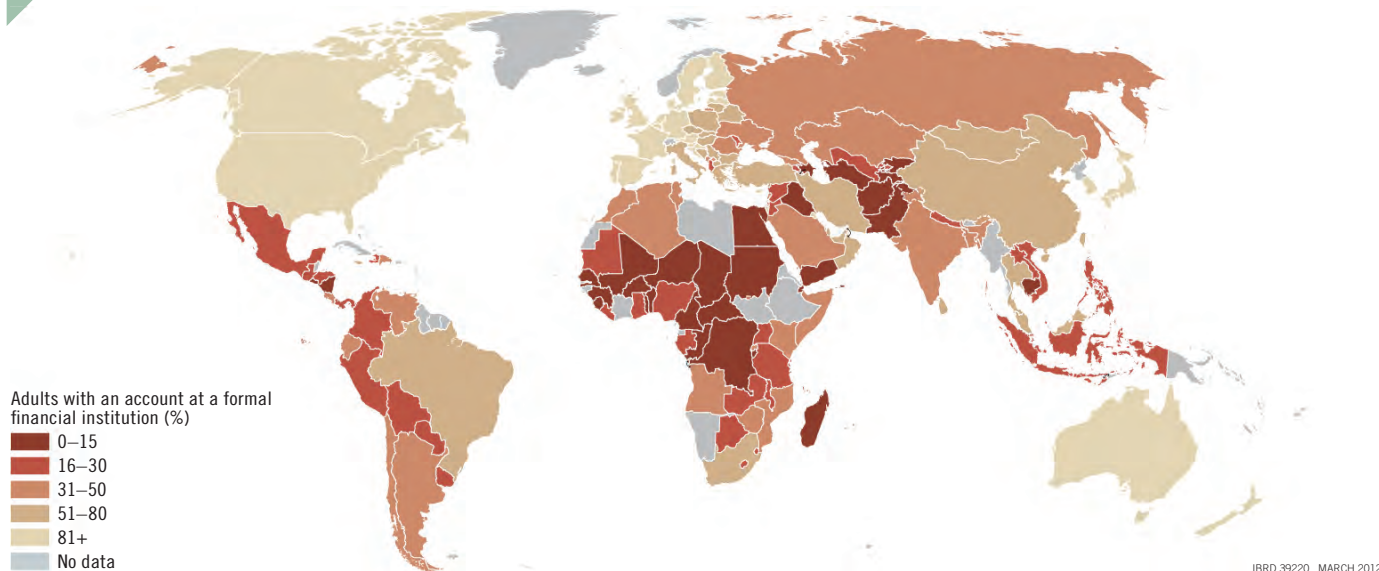 Adults with an account at a formal
financial institution (%)
0–15
16–30
31–50
51–80
81+
No data
IBRD 39220 MARCH 2012